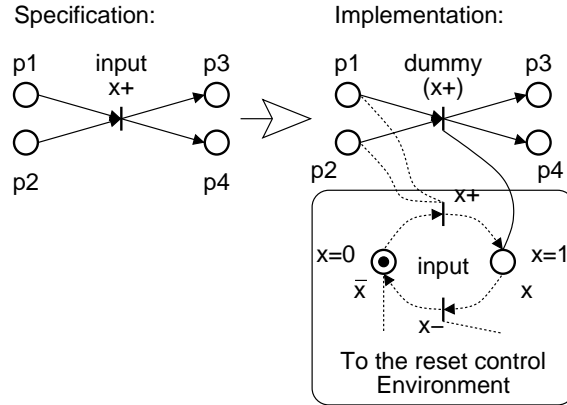 Specification:
Implementation:
p1
input
x+
p3
p2
p4
p1
dummy
(x+)
p3
p2
p4
x+
x=0
input
x=1
x̅
x
x−
To the reset control
Environment